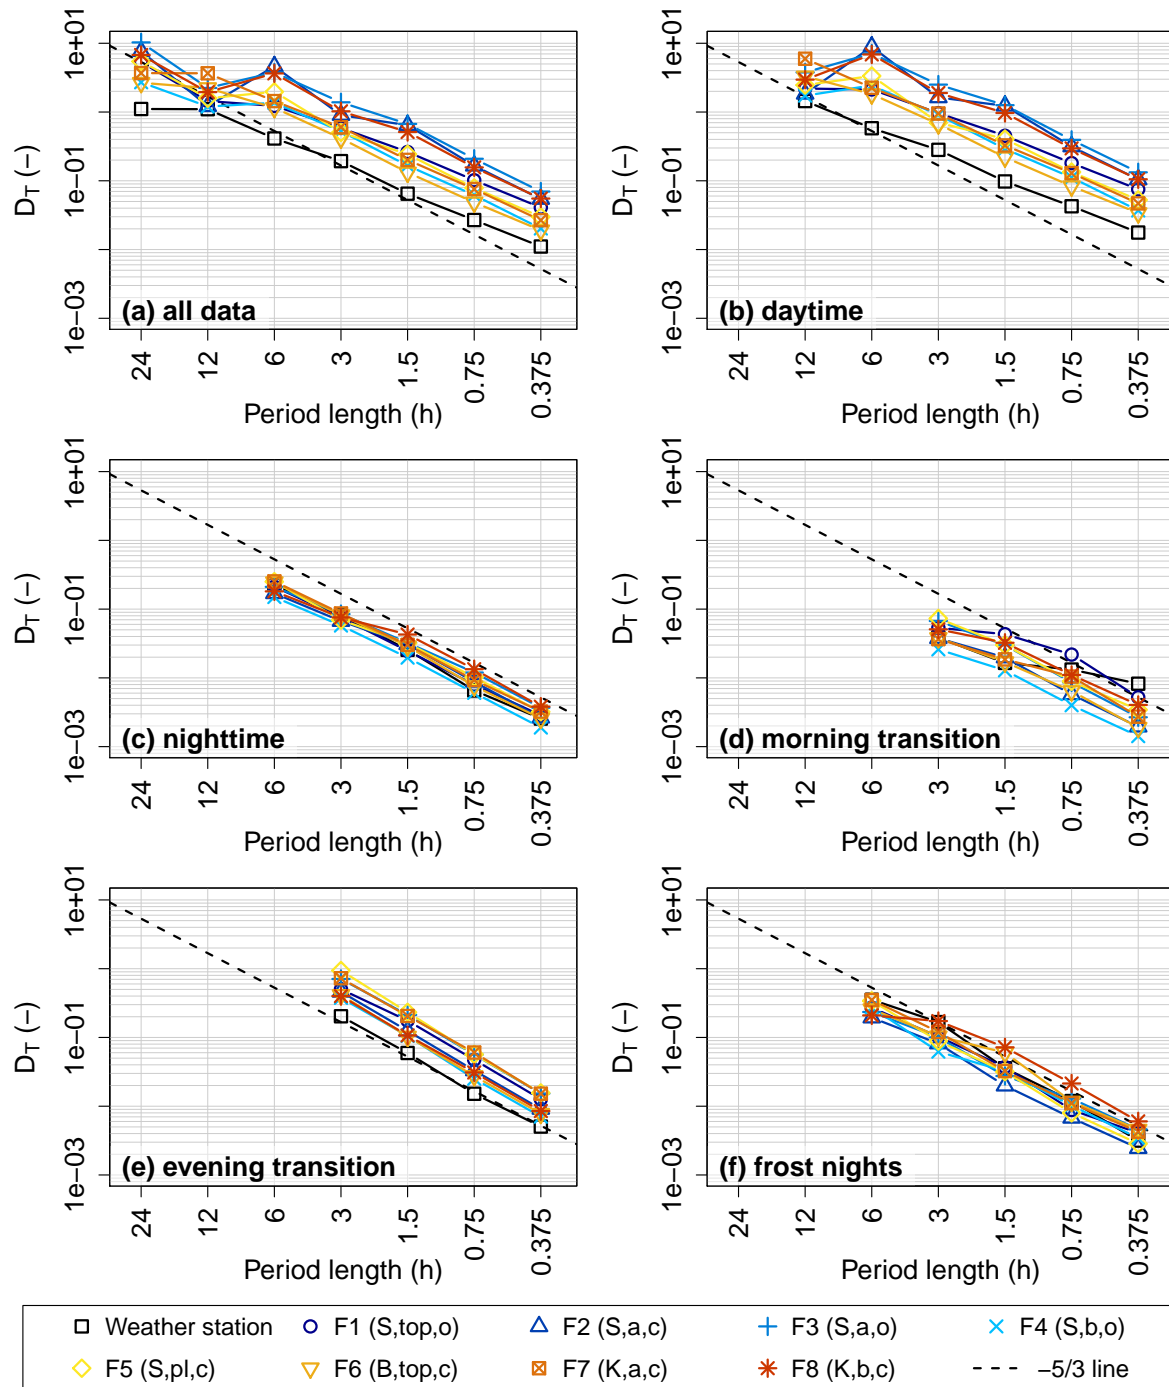 1e−03 1e−01 1e+01
D_T (−)
(a) all data
24 12 6 3 1.5 0.75 0.375
Period length (h)
1e−03 1e−01 1e+01
D_T (−)
(b) daytime
24 12 6 3 1.5 0.75 0.375
Period length (h)
1e−03 1e−01 1e+01
D_T (−)
(c) nighttime
24 12 6 3 1.5 0.75 0.375
Period length (h)
1e−03 1e−01 1e+01
D_T (−)
(d) morning transition
24 12 6 3 1.5 0.75 0.375
Period length (h)
1e−03 1e−01 1e+01
D_T (−)
(e) evening transition
24 12 6 3 1.5 0.75 0.375
Period length (h)
1e−03 1e−01 1e+01
D_T (−)
(f) frost nights
24 12 6 3 1.5 0.75 0.375
Period length (h)
Weather station F1 (S,top,o) F2 (S,a,c) F3 (S,a,o) F4 (S,b,o)
F5 (S,pl,c) F6 (B,top,c) F7 (K,a,c) F8 (K,b,c) −5/3 line